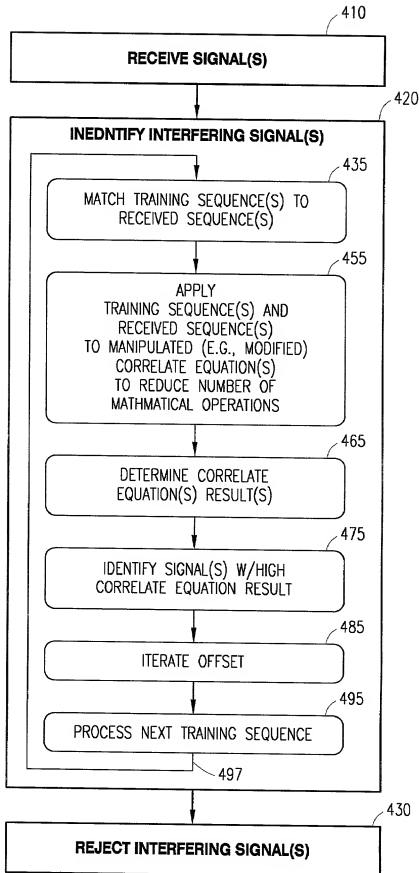 410
RECEIVE SIGNAL(S)
420
INEDNTIFY INTERFERING SIGNAL(S)
435
MATCH TRAINING SEQUENCE(S) TO
RECEIVED SEQUENCE(S)
455
APPLY
TRAINING SEQUENCE(S) AND
RECEIVED SEQUENCE(S)
TO MANIPULATED (E.G., MODIFIED)
CORRELATE EQUATION(S)
TO REDUCE NUMBER OF
MATHMATICAL OPERATIONS
465
DETERMINE CORRELATE
EQUATION(S) RESULT(S)
475
IDENTIFY SIGNAL(S) W/HIGH
CORRELATE EQUATION RESULT
485
ITERATE OFFSET
495
PROCESS NEXT TRAINING SEQUENCE
497
430
REJECT INTERFERING SIGNAL(S)